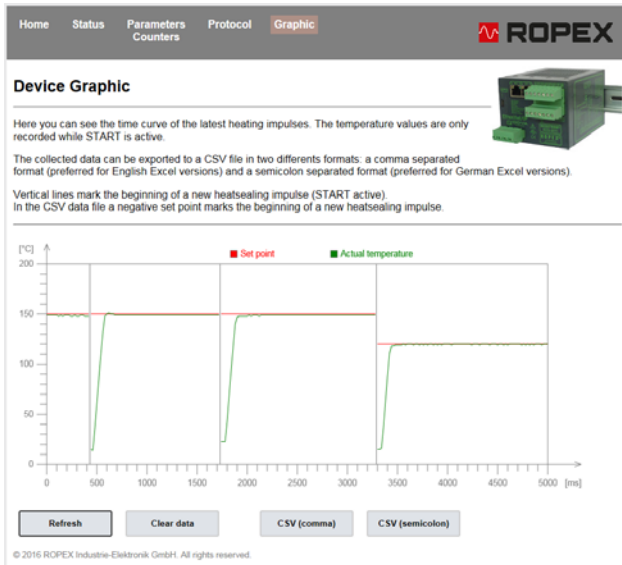 Home Status Parameters Counters Protocol Graphic
ROPEX
Device Graphic
Here you can see the time curve of the latest heating impulses. The temperature values are only
recorded while START is active.
The collected data can be exported to a CSV file in two differents formats: a comma separated
format (preferred for English Excel versions) and a semicolon separated format (preferred for German Excel versions).
Vertical lines mark the beginning of a new heatsealing impulse (START active).
In the CSV data file a negative set point marks the beginning of a new heatsealing impulse.
[°C]
Set point Actual temperature
200
150
100
50
0
0 500 1000 1500 2000 2500 3000 3500 4000 4500 5000 [ms]
Refresh Clear data CSV (comma) CSV (semicolon)
© 2016 ROPEX Industrie-Elektronik GmbH. All rights reserved.